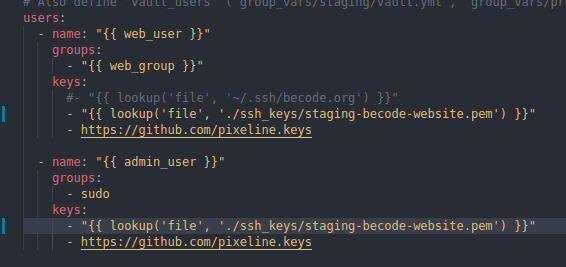 # Also define `vault_users` (`group_vars/staging/vault.yml`, `group_vars/pr
users:
- name: "{{ web_user }}"
groups:
- "{{ web_group }}"
keys:
#- "{{ lookup('file', '~/.ssh/becode.org') }}"
- "{{ lookup('file', './ssh_keys/staging-becode-website.pem') }}"
- https://github.com/pixeline.keys
- name: "{{ admin_user }}"
groups:
- sudo
keys:
- "{{ lookup('file', './ssh_keys/staging-becode-website.pem') }}"
- https://github.com/pixeline.keys